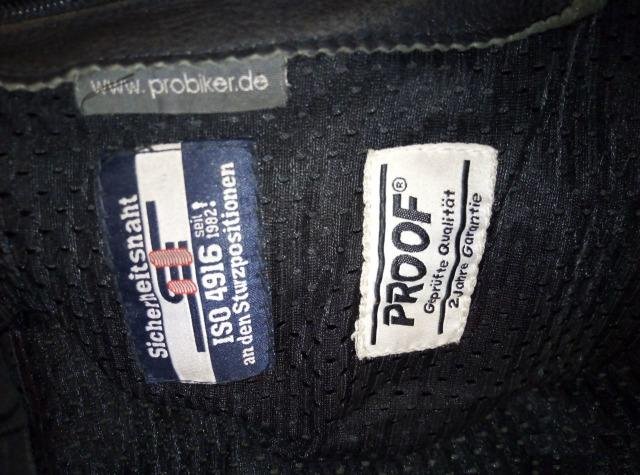 www.probiker.de
Sicherheitsnaht
ISO 4916 seit 1982!
an den Sturzpositionen
PROOF®
Geprüfte Qualität
2 Jahre Garantie